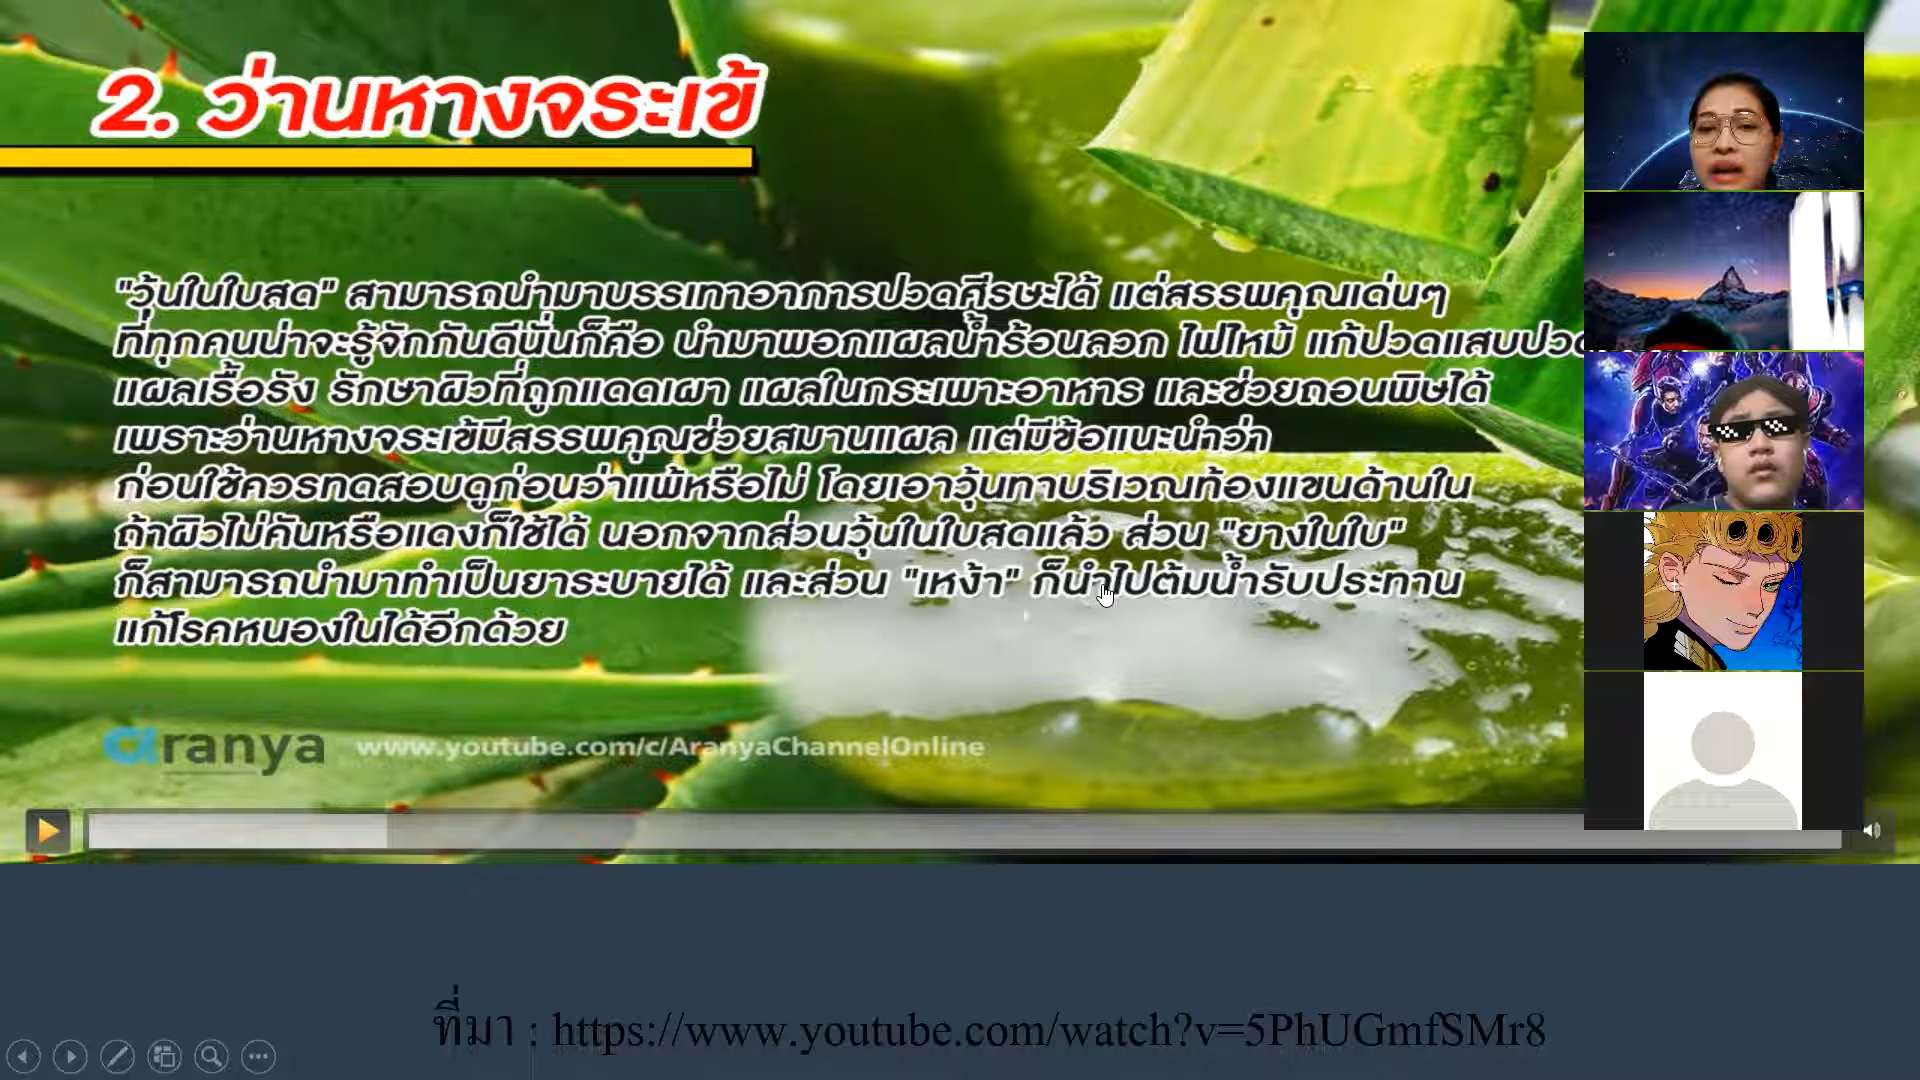 2. ว่านหางจระเข้
"วุ้นในใบสด" สามารถนำมาบรรเทาอาการปวดศีรษะได้ แต่สรรพคุณเด่นๆ
ที่ทุกคนน่าจะรู้จักกันดีนั่นก็คือ นำมาพอกแผลน้ำร้อนลวก ไฟไหม้ แก้ปวดแสบ
แผลเรื้อรัง รักษาผิวที่ถูกแดดเผา แผลในกระเพาะอาหาร และช่วยถอนพิษได้
เพราะว่านหางจระเข้มีสรรพคุณช่วยสมานแผล แต่มีข้อแนะนำว่า
ก่อนใช้ควรทดสอบดูก่อนว่าแพ้หรือไม่ โดยเอาวุ้นทาบริเวณท้องแขนด้านใน
ถ้าผิวไม่คันหรือแดงก็ใช้ได้ นอกจากส่วนวุ้นในใบสดแล้ว ส่วน "ยางในใบ"
ก็สามารถนำมาทำเป็นยาระบายได้ และส่วน "เหง้า" ก็นำไปต้มน้ำรับประทาน
แก้โรคหนองในได้อีกด้วย
aranya www.youtube.com/c/AranyaChannelOnline
ที่มา : https://www.youtube.com/watch?v=5PhUGmfSMr8